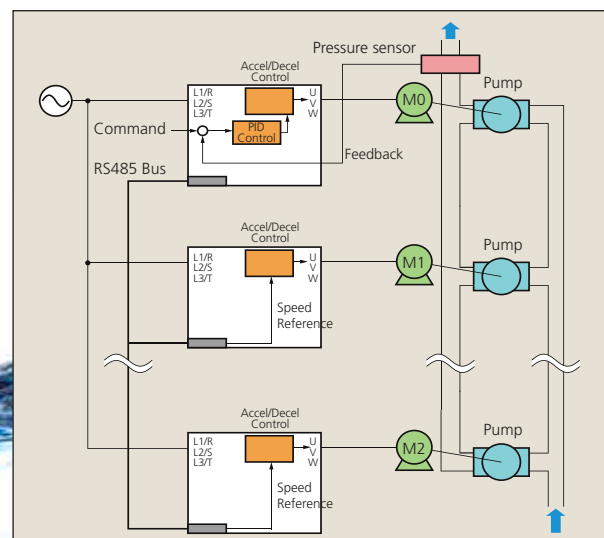 Pressure sensor
Accel/Decel
Control
Pump
L1/R
L2/S
L3/T
U
V
W
M0
Command
PID
Control
Feedback
RS485 Bus
Accel/Decel
Control
Pump
L1/R
L2/S
L3/T
U
V
W
M1
Speed
Reference
Accel/Decel
Control
Pump
L1/R
L2/S
L3/T
U
V
W
M2
Speed
Reference